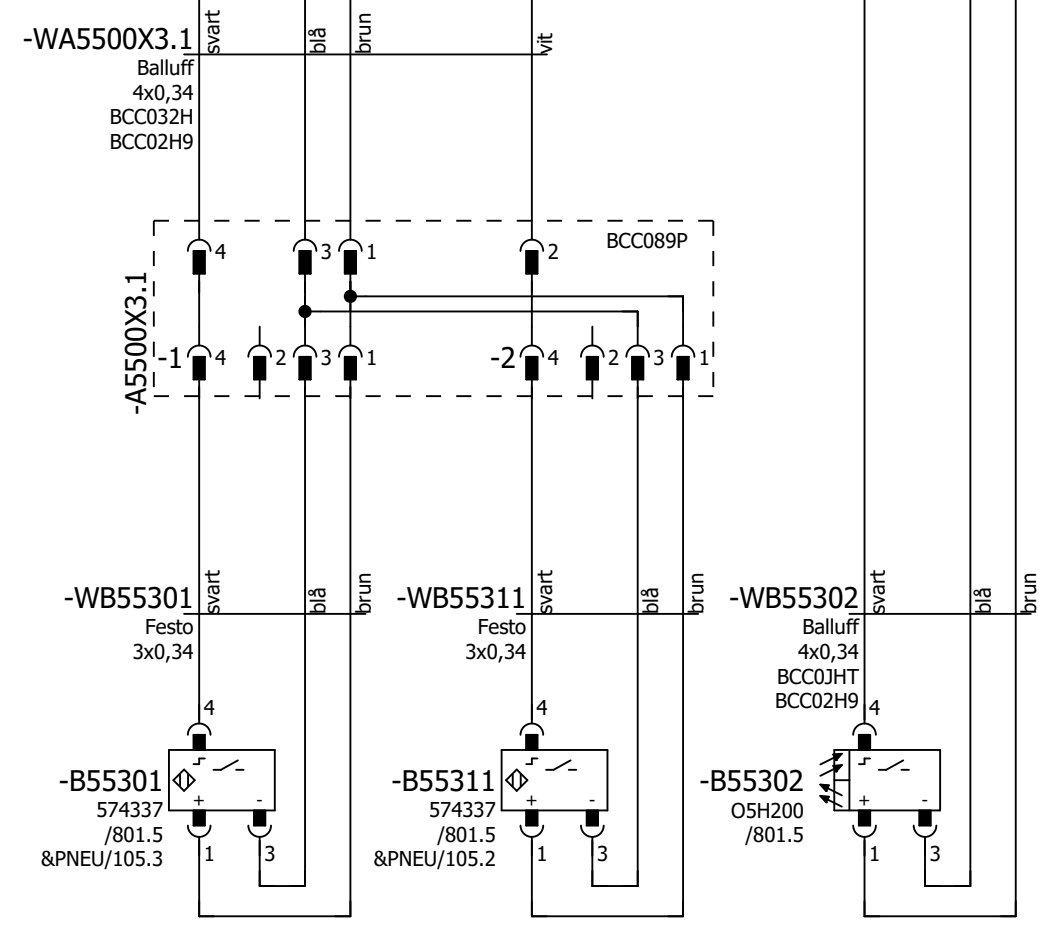 -WA5500X3.1
svart
blå
brun
vit
Balluff
4x0,34
BCC032H
BCC02H9
BCC089P
4
3
1
2
-A5500X3.1
-1
4
2
3
1
-2
4
2
3
1
-WB55301
svart
blå
brun
Festo
3x0,34
-WB55311
svart
blå
brun
Festo
3x0,34
-WB55302
svart
blå
brun
Balluff
4x0,34
BCC0JHT
BCC02H9
4
-B55301
+ -
574337
/801.5
&PNEU/105.3
1
3
4
-B55311
+ -
574337
/801.5
&PNEU/105.2
1
3
4
-B55302
+ -
O5H200
/801.5
1
3